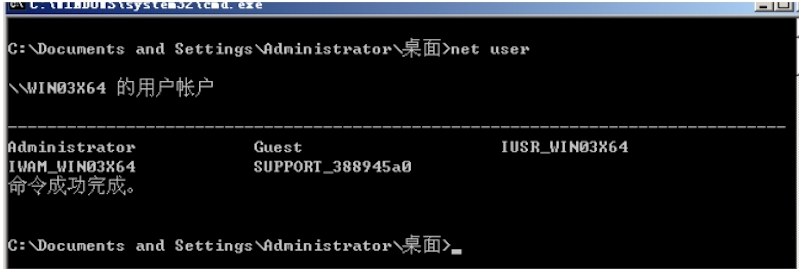 C:\WINDOWS\system32\cmd.exe
C:\Documents and Settings\Administrator\桌面>net user
\\WIN03X64 的用户帐户
-------------------------------------------------------------------------------
Administrator Guest IUSR_WIN03X64
IWAM_WIN03X64 SUPPORT_388945a0
命令成功完成。
C:\Documents and Settings\Administrator\桌面>_